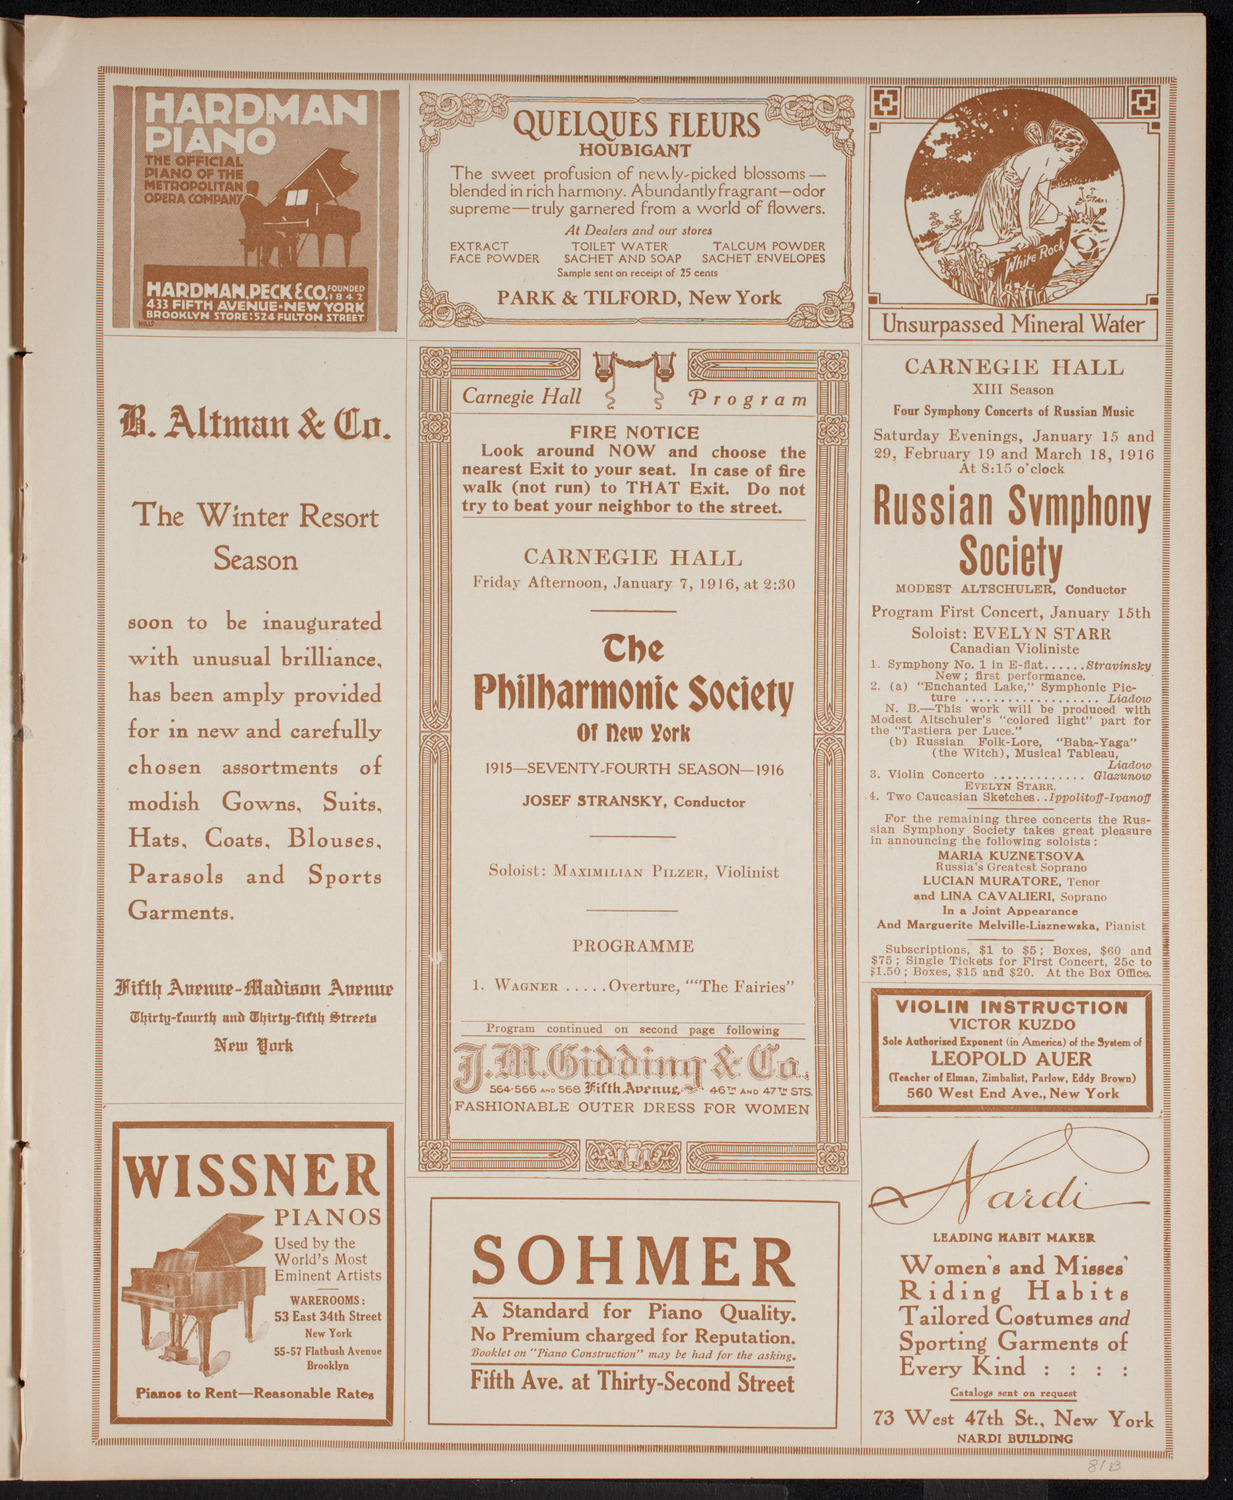 HARDMAN
PIANO
THE OFFICIAL
PIANO OF THE
METROPOLITAN
OPERA COMPANY
HARDMAN, PECK & CO. FOUNDED 1842
433 FIFTH AVENUE-NEW YORK
BROOKLYN STORE:524 FULTON STREET
B. Altman & Co.
The Winter Resort
Season
soon to be inaugurated
with unusual brilliance,
has been amply provided
for in new and carefully
chosen assortments of
modish Gowns, Suits,
Hats, Coats, Blouses,
Parasols and Sports
Garments.
Fifth Avenue-Madison Avenue
Thirty-fourth and Thirty-fifth Streets
New York
WISSNER
PIANOS
Used by the
World's Most
Eminent Artists
WAREROOMS:
53 East 34th Street
New York
55-57 Flatbush Avenue
Brooklyn
Pianos to Rent—Reasonable Rates
QUELQUES FLEURS
HOUBIGANT
The sweet profusion of newly-picked blossoms —
blended in rich harmony. Abundantly fragrant—odor
supreme—truly garnered from a world of flowers.
At Dealers and our stores
EXTRACT TOILET WATER TALCUM POWDER
FACE POWDER SACHET AND SOAP SACHET ENVELOPES
Sample sent on receipt of 25 cents
PARK & TILFORD, New York
Carnegie Hall Program
FIRE NOTICE
Look around NOW and choose the
nearest Exit to your seat. In case of fire
walk (not run) to THAT Exit. Do not
try to beat your neighbor to the street.
CARNEGIE HALL
Friday Afternoon, January 7, 1916, at 2:30
The
Philharmonic Society
Of New York
1915—SEVENTY-FOURTH SEASON—1916
JOSEF STRANSKY, Conductor
Soloist: MAXIMILIAN PILZER, Violinist
PROGRAMME
1. WAGNER .....Overture, ""The Fairies"
Program continued on second page following
J.M. Gidding & Co.
564-566 AND 568 Fifth Avenue, 46TH AND 47TH STS.
FASHIONABLE OUTER DRESS FOR WOMEN
SOHMER
A Standard for Piano Quality.
No Premium charged for Reputation.
Booklet on "Piano Construction" may be had for the asking.
Fifth Ave. at Thirty-Second Street
White Rock
Unsurpassed Mineral Water
CARNEGIE HALL
XIII Season
Four Symphony Concerts of Russian Music
Saturday Evenings, January 15 and
29, February 19 and March 18, 1916
At 8:15 o'clock
Russian Symphony
Society
MODEST ALTSCHULER, Conductor
Program First Concert, January 15th
Soloist: EVELYN STARR
Canadian Violiniste
1. Symphony No. 1 in E-flat......Stravinsky
New; first performance.
2. (a) "Enchanted Lake," Symphonic Pic-
ture .................. Liadow
N. B.—This work will be produced with
Modest Altschuler's "colored light" part for
the "Tastiera per Luce."
(b) Russian Folk-Lore, "Baba-Yaga"
(the Witch), Musical Tableau,
Liadow
3. Violin Concerto ............. Glazunow
EVELYN STARR.
4. Two Caucasian Sketches..Ippolitoff-Ivanoff
For the remaining three concerts the Rus-
sian Symphony Society takes great pleasure
in announcing the following soloists:
MARIA KUZNETSOVA
Russia's Greatest Soprano
LUCIAN MURATORE, Tenor
and LINA CAVALIERI, Soprano
In a Joint Appearance
And Marguerite Melville-Lisznewska, Pianist
Subscriptions, $1 to $5; Boxes, $60 and
$75; Single Tickets for First Concert, 25c to
$1.50; Boxes, $15 and $20. At the Box Office.
VIOLIN INSTRUCTION
VICTOR KUZDO
Sole Authorized Exponent (in America) of the System of
LEOPOLD AUER
(Teacher of Elman, Zimbalist, Parlow, Eddy Brown)
560 West End Ave., New York
Nardi
LEADING HABIT MAKER
Women's and Misses'
Riding Habits
Tailored Costumes and
Sporting Garments of
Every Kind : : : :
Catalogs sent on request
73 West 47th St., New York
NARDI BUILDING